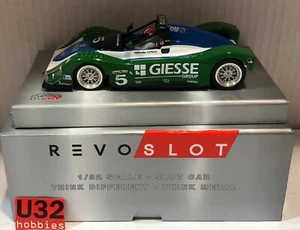 5
GIESSE
GROUP
REVOSLOT
1/32 SCALE - SLOT CAR
THINK DIFFERENT - THINK METAL
U32
hobbies